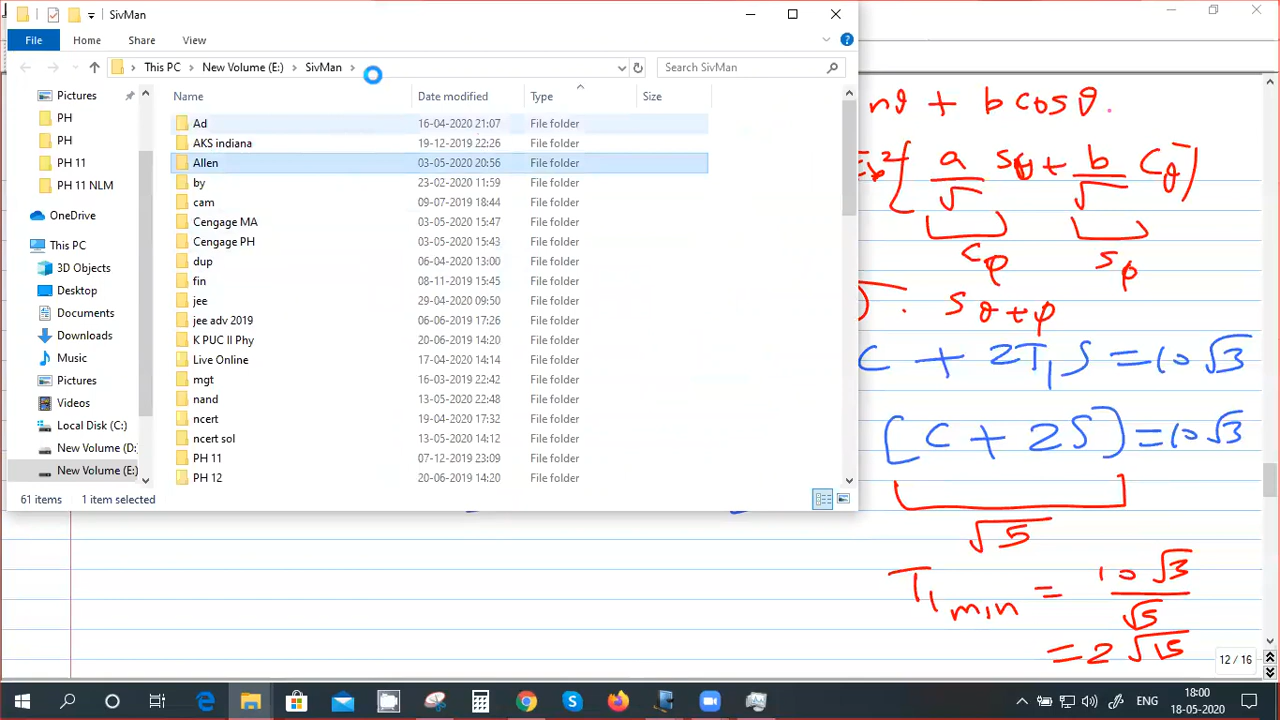 SivMan
File
Home
Share
View
This PC > New Volume (E:) > SivMan >
Search SivMan
Name Date modified Type Size
Pictures
PH
PH
PH 11
PH 11 NLM
OneDrive
This PC
3D Objects
Desktop
Documents
Downloads
Music
Pictures
Videos
Local Disk (C:)
New Volume (D:
New Volume (E:)
Ad 16-04-2020 21:07 File folder
AKS indiana 19-12-2019 22:26 File folder
Allen 03-05-2020 20:56 File folder
by 23-02-2020 11:59 File folder
cam 09-07-2019 18:44 File folder
Cengage MA 03-05-2020 15:47 File folder
Cengage PH 03-05-2020 15:43 File folder
dup 06-04-2020 13:00 File folder
fin 08-11-2019 15:45 File folder
jee 29-04-2020 09:50 File folder
jee adv 2019 06-06-2019 17:26 File folder
K PUC II Phy 20-06-2019 14:20 File folder
Live Online 17-04-2020 14:14 File folder
mgt 16-03-2019 22:42 File folder
nand 13-05-2020 22:48 File folder
ncert 19-04-2020 17:32 File folder
ncert sol 13-05-2020 14:12 File folder
PH 11 07-12-2019 23:09 File folder
PH 12 20-06-2020 14:20 File folder
61 items 1 item selected
nθ + b cosθ
a/√ sθ + b/√ cθ
cφ sφ
sθ+φ
C + 2T₁S = 10√3
[C + 2S] = 10√3
√5
T₁ min = 10√3/√5
= 2√15
12 / 16
ENG
18:00
18-05-2020